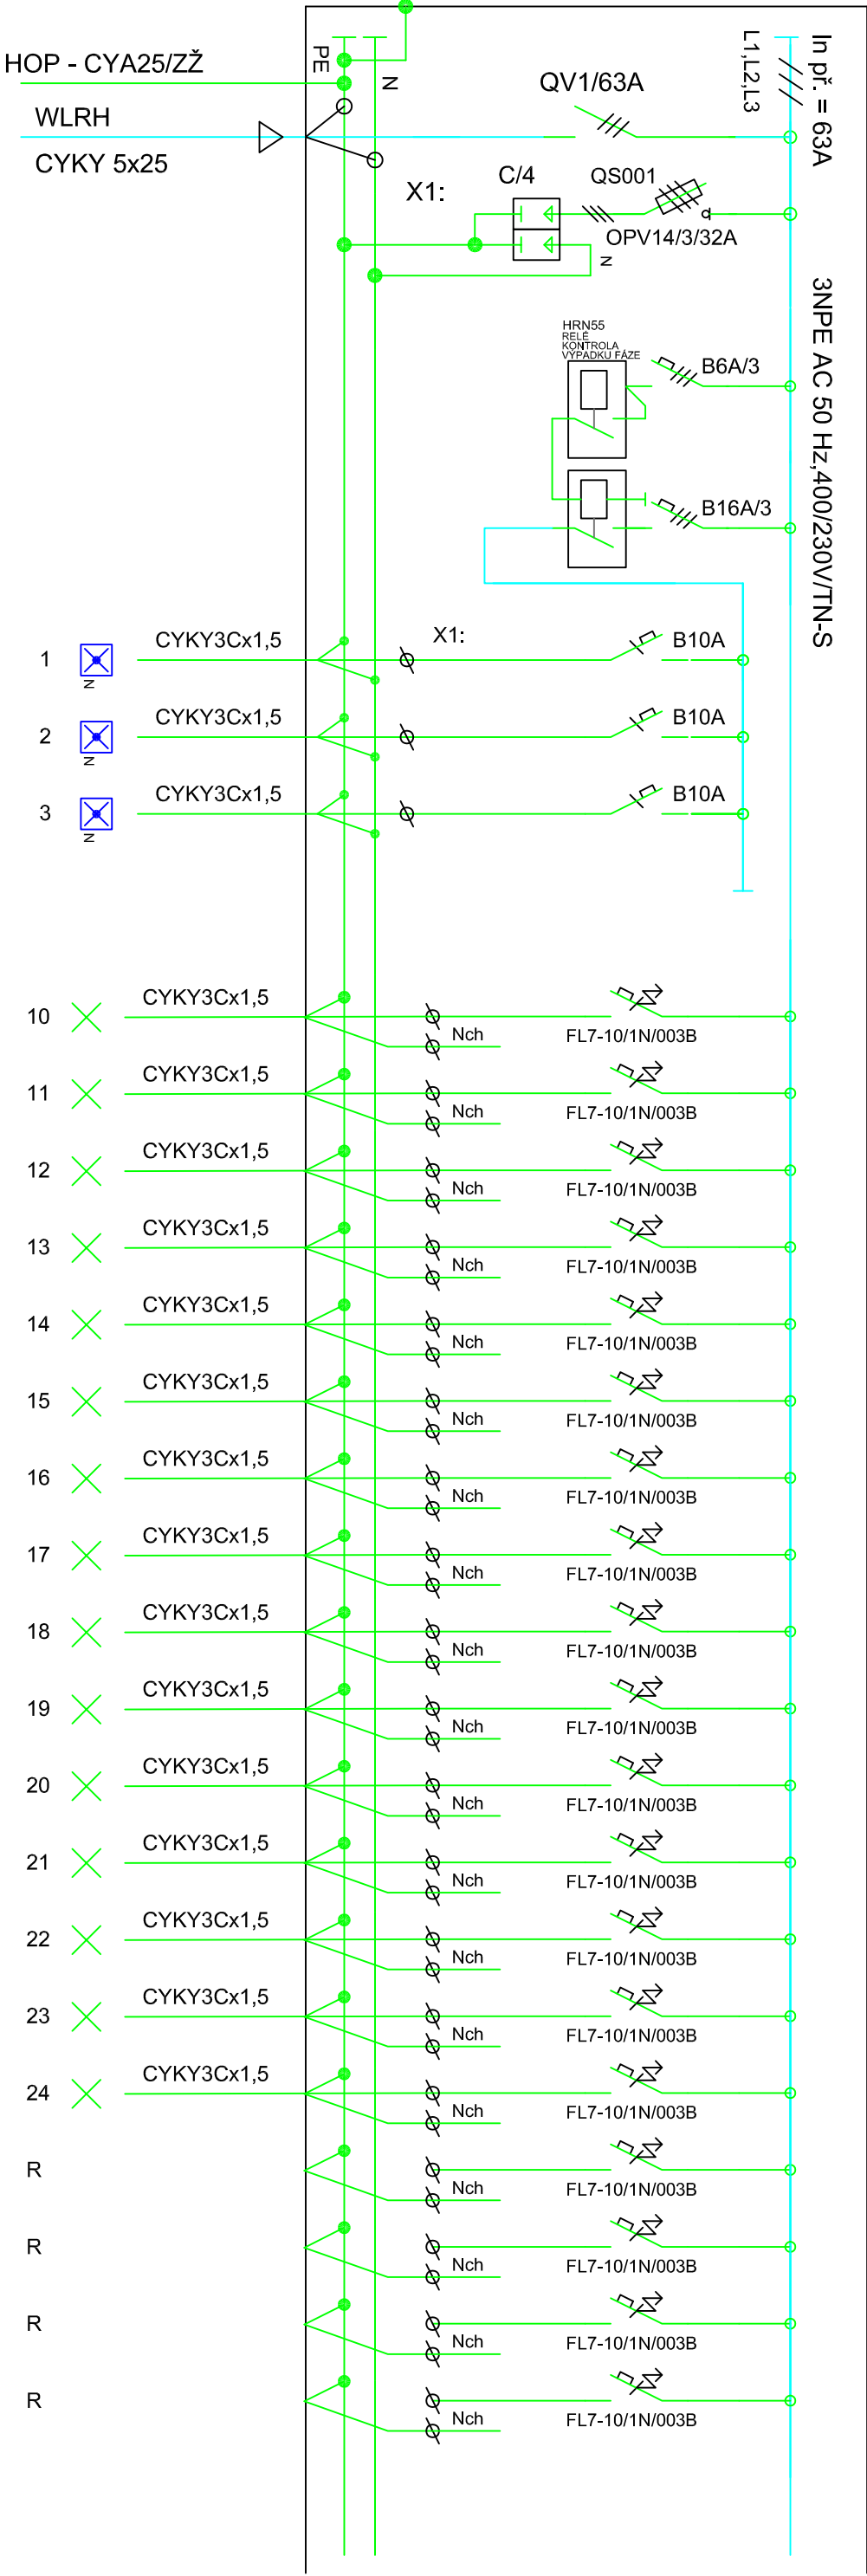 HOP - CYA25/ZŽ
PE
N
L1,L2,L3
In př. = 63A
WLRH
CYKY 5x25
QV1/63A
X1:
C/4
QS001
OPV14/3/32A
N
3NPE AC 50 Hz,400/230V/TN-S
HRN55
RELÉ
KONTROLA
VÝPADKU FÁZE
B6A/3
B16A/3
1 N CYKY3Cx1,5 X1: B10A
2 N CYKY3Cx1,5 B10A
3 N CYKY3Cx1,5 B10A
10 CYKY3Cx1,5 Nch FL7-10/1N/003B
11 CYKY3Cx1,5 Nch FL7-10/1N/003B
12 CYKY3Cx1,5 Nch FL7-10/1N/003B
13 CYKY3Cx1,5 Nch FL7-10/1N/003B
14 CYKY3Cx1,5 Nch FL7-10/1N/003B
15 CYKY3Cx1,5 Nch FL7-10/1N/003B
16 CYKY3Cx1,5 Nch FL7-10/1N/003B
17 CYKY3Cx1,5 Nch FL7-10/1N/003B
18 CYKY3Cx1,5 Nch FL7-10/1N/003B
19 CYKY3Cx1,5 Nch FL7-10/1N/003B
20 CYKY3Cx1,5 Nch FL7-10/1N/003B
21 CYKY3Cx1,5 Nch FL7-10/1N/003B
22 CYKY3Cx1,5 Nch FL7-10/1N/003B
23 CYKY3Cx1,5 Nch FL7-10/1N/003B
24 CYKY3Cx1,5 Nch FL7-10/1N/003B
R Nch FL7-10/1N/003B
R Nch FL7-10/1N/003B
R Nch FL7-10/1N/003B
R Nch FL7-10/1N/003B